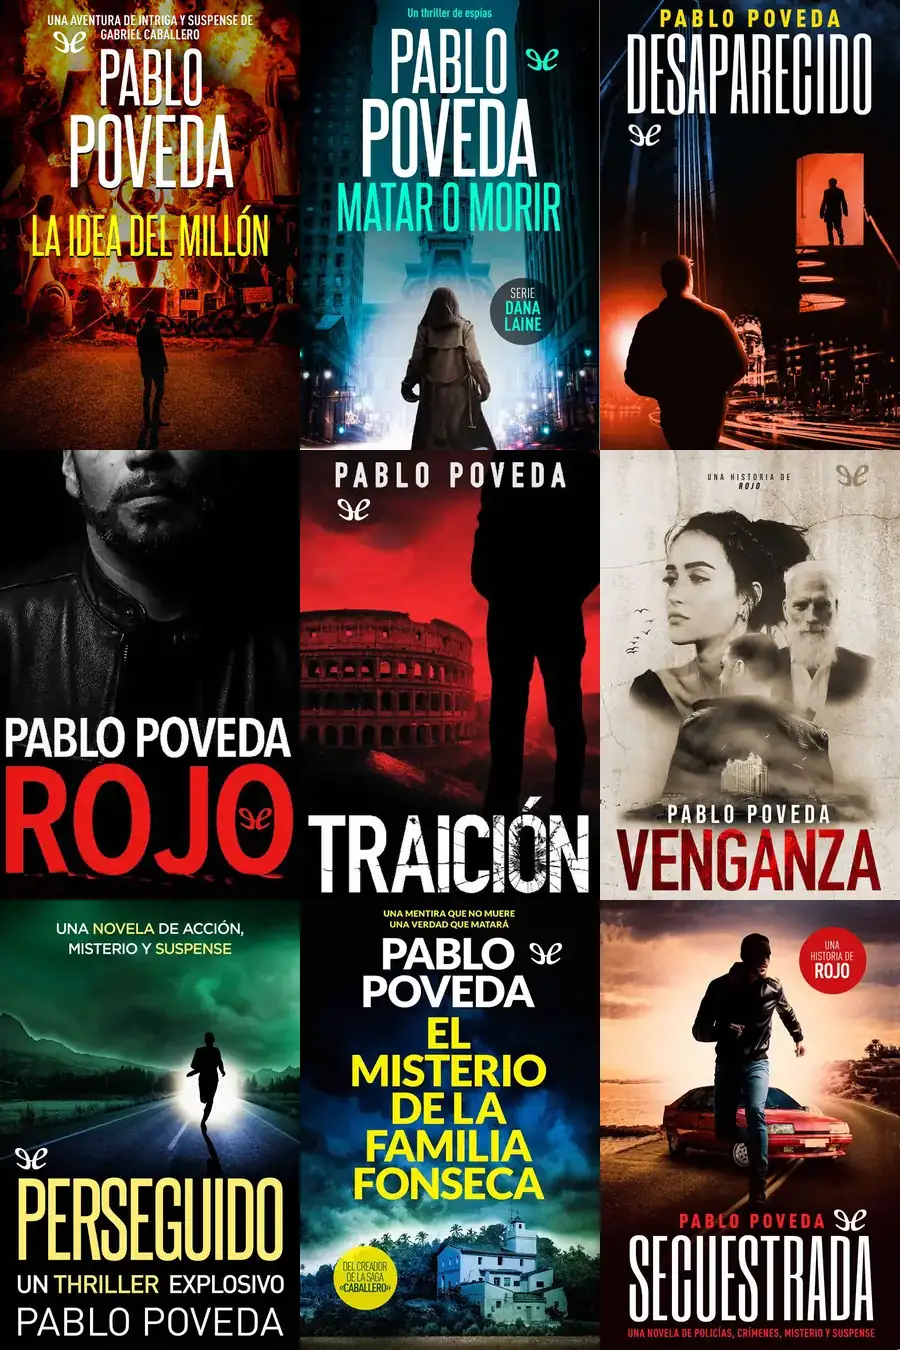 UNA AVENTURA DE INTRIGA Y SUSPENSE DE
GABRIEL CABALLERO
PABLO
POVEDA
LA IDEA DEL MILLÓN
Un thriller de espías
PABLO
POVEDA
MATAR O MORIR
SERIE
DANA
LAINE
PABLO POVEDA
DESAPARECIDO
PABLO POVEDA
ROJO
PABLO POVEDA
TRAICIÓN
UNA HISTORIA DE
ROJO
PABLO POVEDA
VENGANZA
UNA NOVELA DE ACCIÓN,
MISTERIO Y SUSPENSE
PERSEGUIDO
UN THRILLER EXPLOSIVO
PABLO POVEDA
UNA MENTIRA QUE NO MUERE
UNA VERDAD QUE MATARÁ
PABLO
POVEDA
EL
MISTERIO
DE LA
FAMILIA
FONSECA
DEL CREADOR
DE LA SAGA
«CABALLERO»
UNA
HISTORIA DE
ROJO
PABLO POVEDA
SECUESTRADA
UNA NOVELA DE POLICÍAS, CRÍMENES, MISTERIO Y SUSPENSE